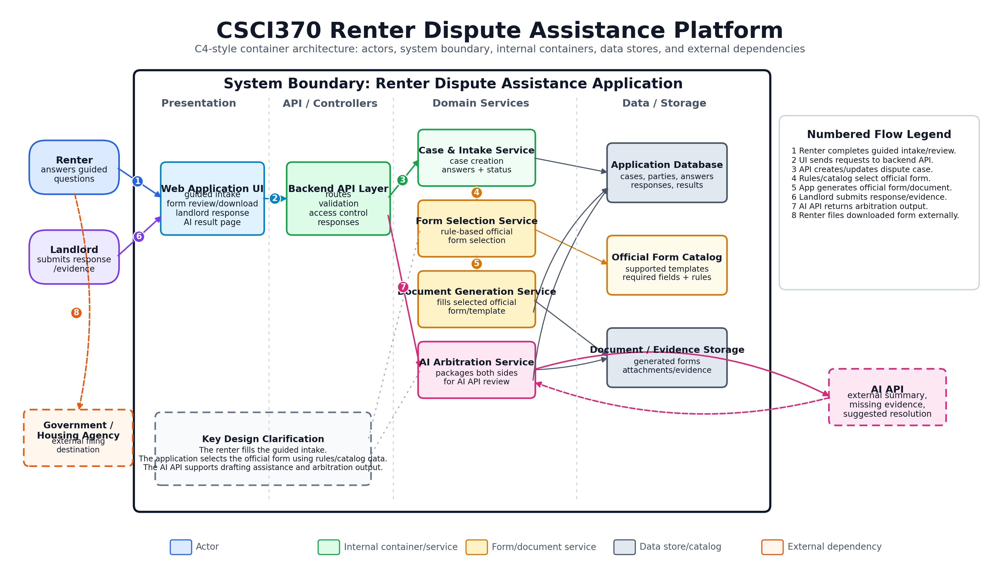 CSCI370 Renter Dispute Assistance Platform
C4-style container architecture: actors, system boundary, internal containers, data stores, and external dependencies
System Boundary: Renter Dispute Assistance Application
Presentation
API / Controllers
Domain Services
Data / Storage
Renter
answers guided
questions
Landlord
submits response
/evidence
Government /
Housing Agency
external filing
destination
1
6
8
Web Application UI
guided intake
form review/download
landlord response
AI result page
2
Backend API Layer
routes
validation
access control
responses
3
7
Case & Intake Service
case creation
answers + status
4
Form Selection Service
rule-based official
form selection
5
Document Generation Service
fills selected official
form/template
AI Arbitration Service
packages both sides
for AI API review
Application Database
cases, parties, answers
responses, results
Official Form Catalog
supported templates
required fields + rules
Document / Evidence Storage
generated forms
attachments/evidence
Key Design Clarification
The renter fills the guided intake.
The application selects the official form using rules/catalog data.
The AI API supports drafting assistance and arbitration output.
Numbered Flow Legend
1 Renter completes guided intake/review.
2 UI sends requests to backend API.
3 API creates/updates dispute case.
4 Rules/catalog select official form.
5 App generates official form/document.
6 Landlord submits response/evidence.
7 AI API returns arbitration output.
8 Renter files downloaded form externally.
AI API
external summary,
missing evidence,
suggested resolution
Actor
Internal container/service
Form/document service
Data store/catalog
External dependency